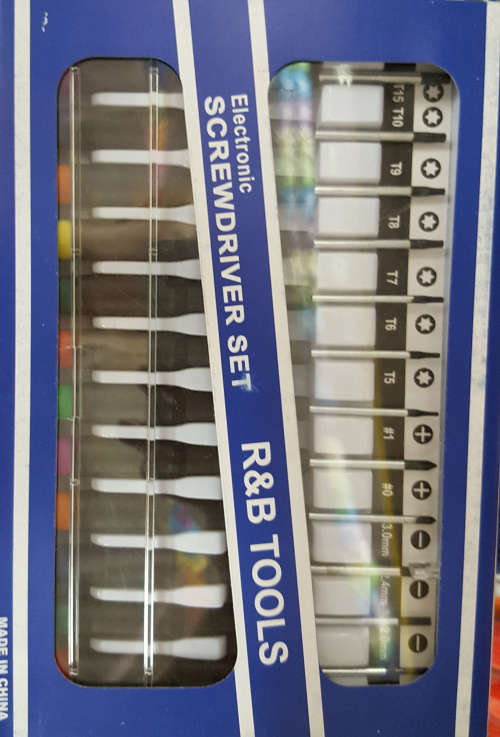 Electronic
SCREWDRIVER SET
R&B TOOLS
T15
T10
T9
T8
T7
T6
T5
#1
#0
3.0mm
MADE IN CHINA